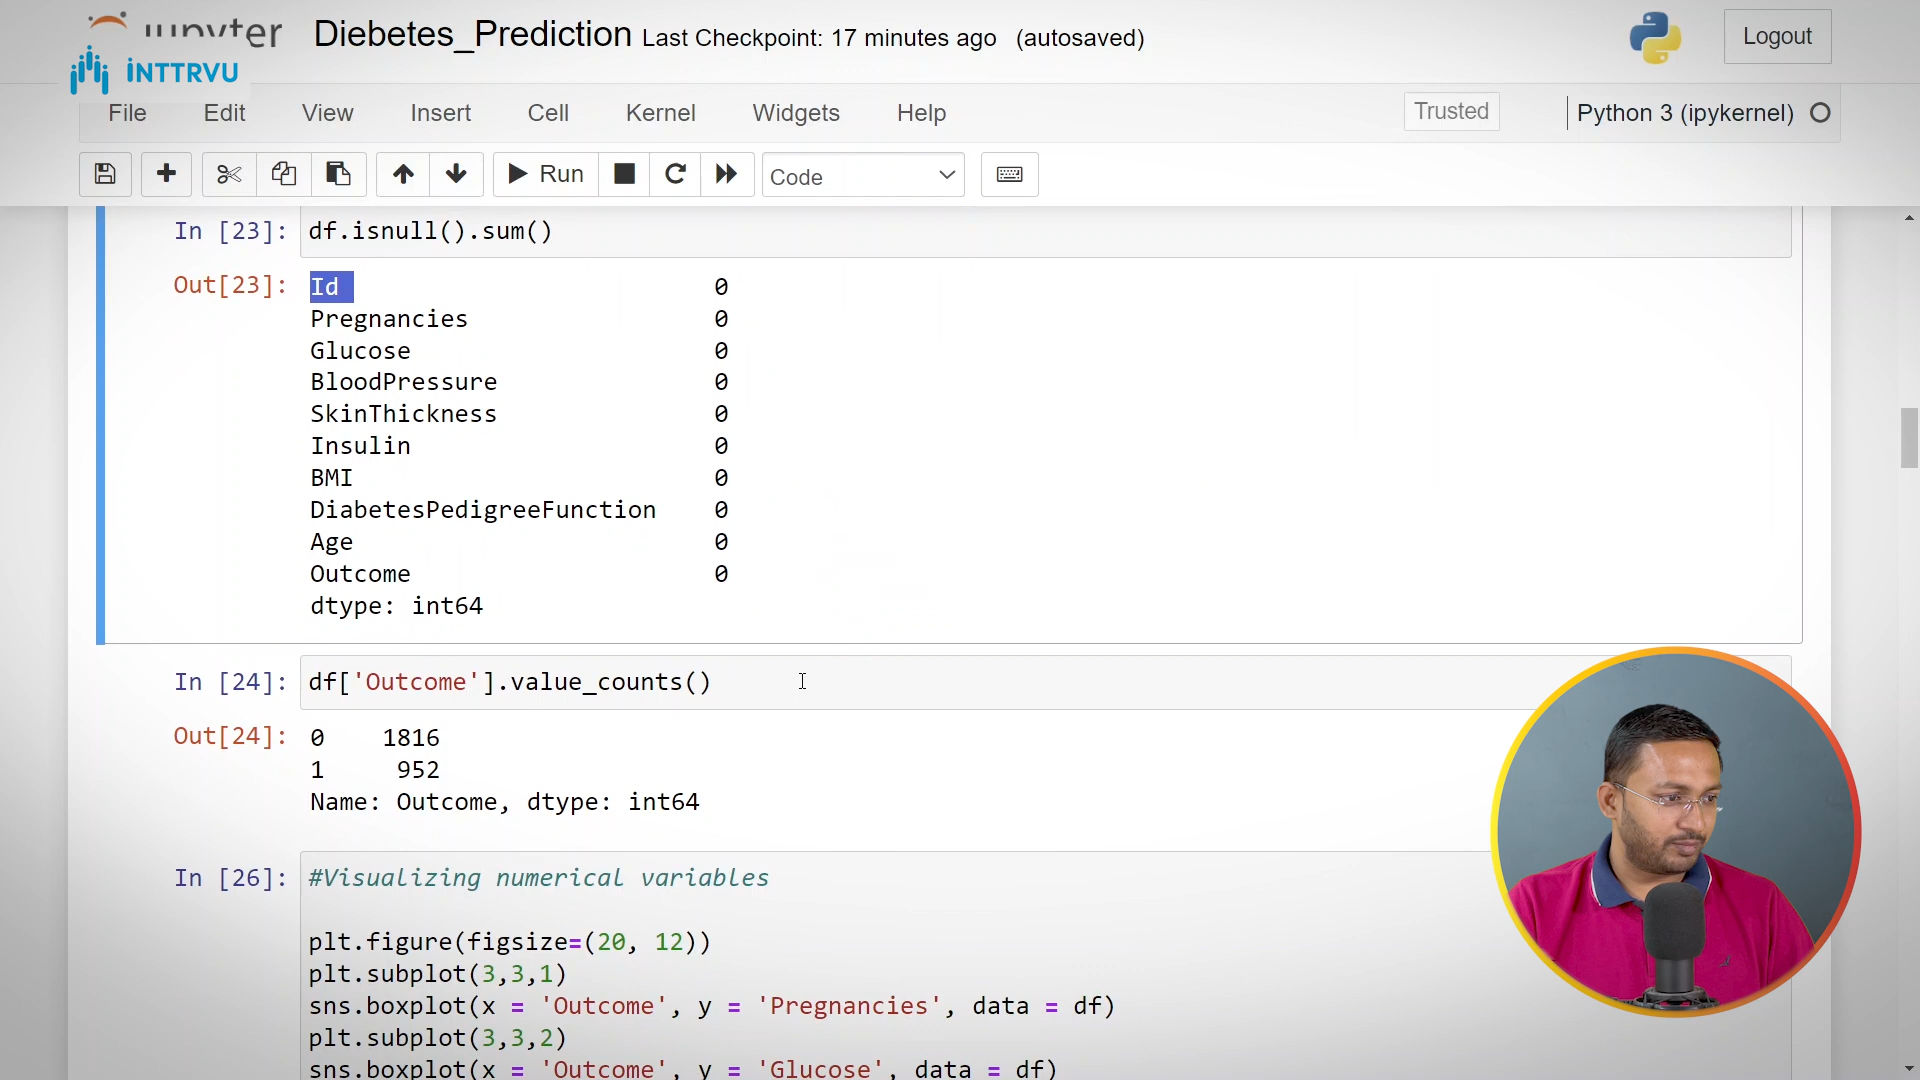 Diebetes_Prediction Last Checkpoint: 17 minutes ago (autosaved)
Logout
İNTTRVU
File Edit View Insert Cell Kernel Widgets Help
Trusted
Python 3 (ipykernel)
Run
Code
In [23]: df.isnull().sum()
Out[23]: Id 0
Pregnancies 0
Glucose 0
BloodPressure 0
SkinThickness 0
Insulin 0
BMI 0
DiabetesPedigreeFunction 0
Age 0
Outcome 0
dtype: int64
In [24]: df['Outcome'].value_counts()
Out[24]: 0 1816
1 952
Name: Outcome, dtype: int64
In [26]: #Visualizing numerical variables
plt.figure(figsize=(20, 12))
plt.subplot(3,3,1)
sns.boxplot(x = 'Outcome', y = 'Pregnancies', data = df)
plt.subplot(3,3,2)
sns.boxplot(x = 'Outcome', y = 'Glucose', data = df)